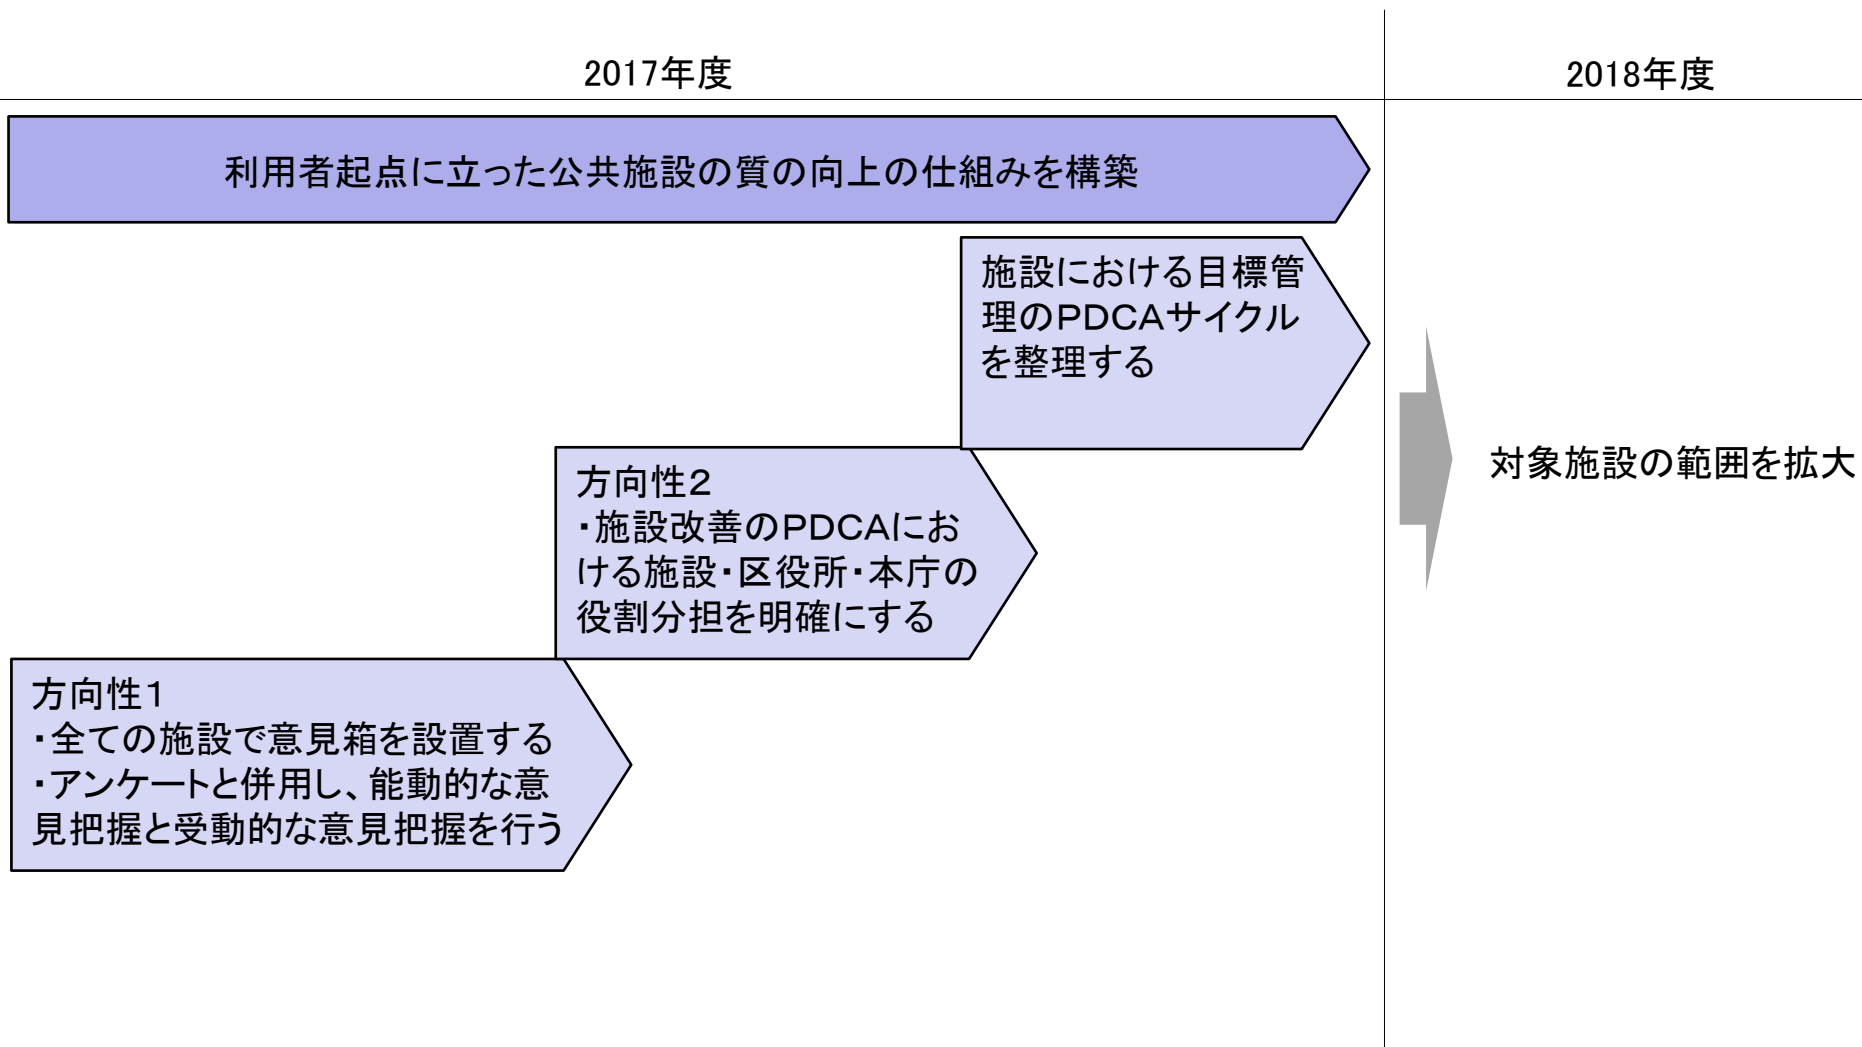 2017年度
2018年度
利用者起点に立った公共施設の質の向上の仕組みを構築
施設における目標管
理のPDCAサイクル
を整理する
対象施設の範囲を拡大
方向性２
・施設改善のPDCAにお
ける施設・区役所・本庁の
役割分担を明確にする
方向性１
・全ての施設で意見箱を設置する
・アンケートと併用し、能動的な意
見把握と受動的な意見把握を行う